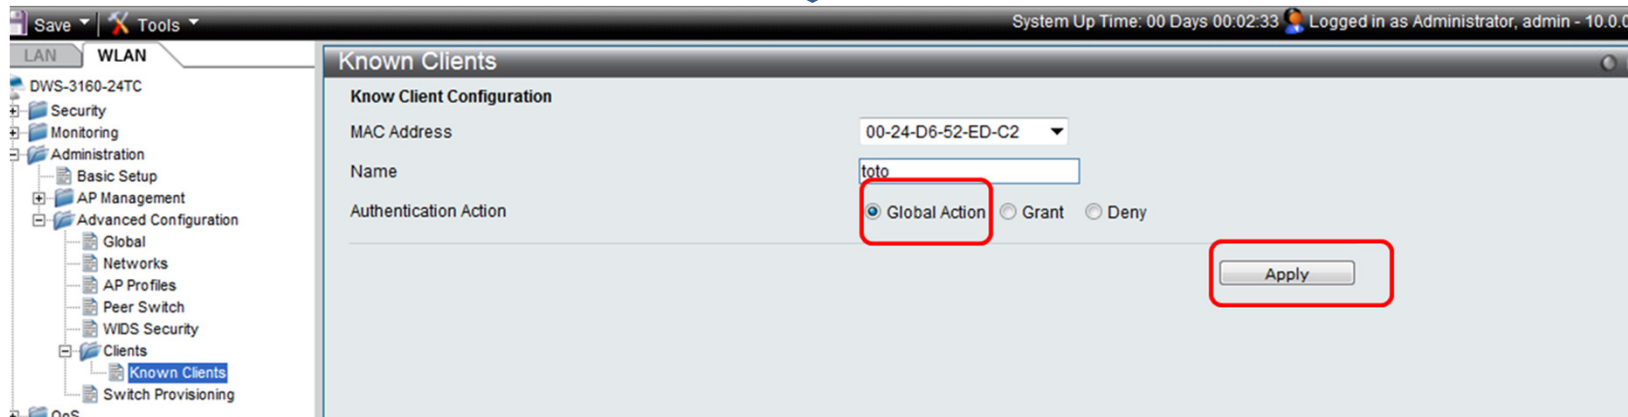 Save Tools System Up Time: 00 Days 00:02:33 Logged in as Administrator, admin - 10.0.0
LAN WLAN
DWS-3160-24TC
Security
Monitoring
Administration
Basic Setup
AP Management
Advanced Configuration
Global
Networks
AP Profiles
Peer Switch
WIDS Security
Clients
Known Clients
Switch Provisioning
QoS
Known Clients
Know Client Configuration
MAC Address 00-24-D6-52-ED-C2
Name toto
Authentication Action Global Action Grant Deny
Apply